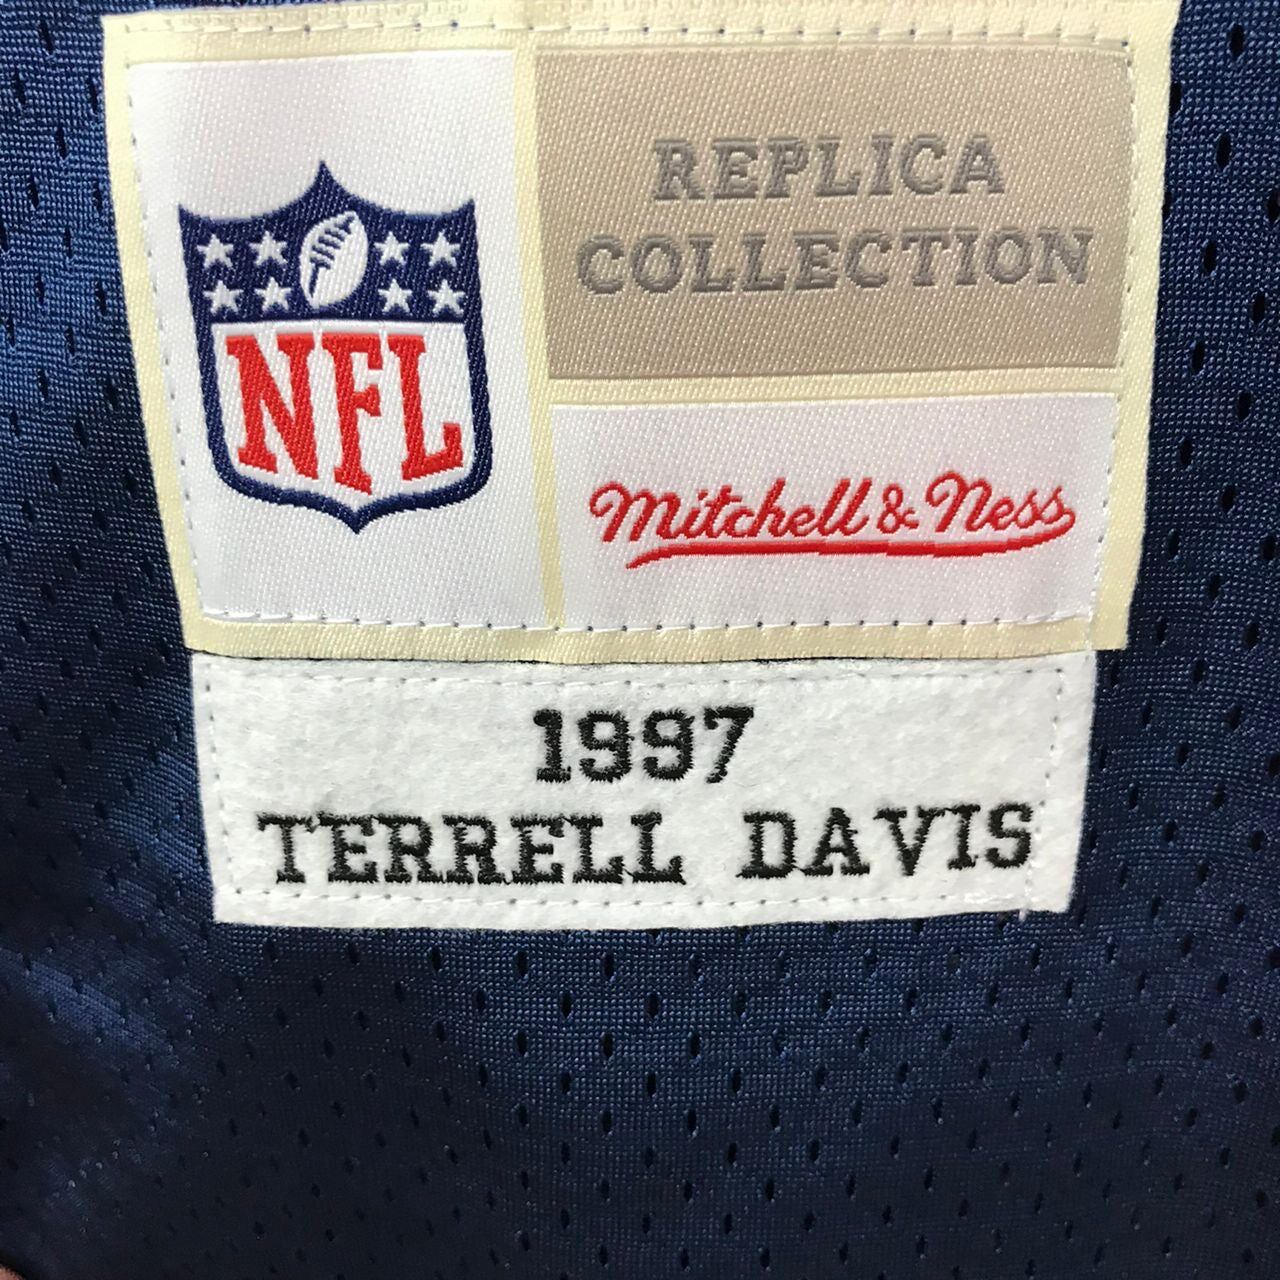 NFL
REPLICA
COLLECTION
Mitchell & Ness
1997
TERRELL DAVIS